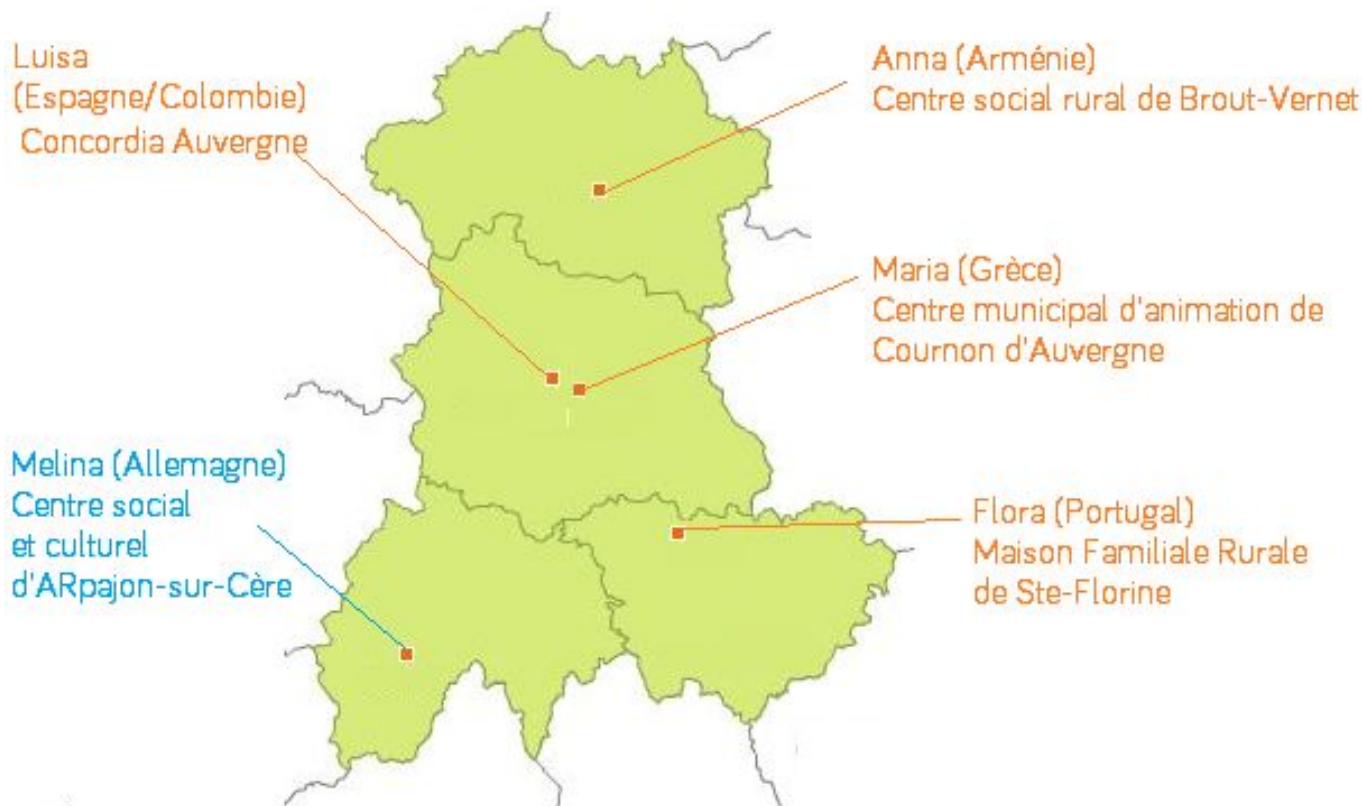 Luisa
(Espagne/Colombie)
Concordia Auvergne
Anna (Arménie)
Centre social rural de Brout-Vernet
Maria (Grèce)
Centre municipal d'animation de
Cournon d'Auvergne
Melina (Allemagne)
Centre social
et culturel
d'ARpajon-sur-Cère
Flora (Portugal)
Maison Familiale Rurale
de Ste-Florine